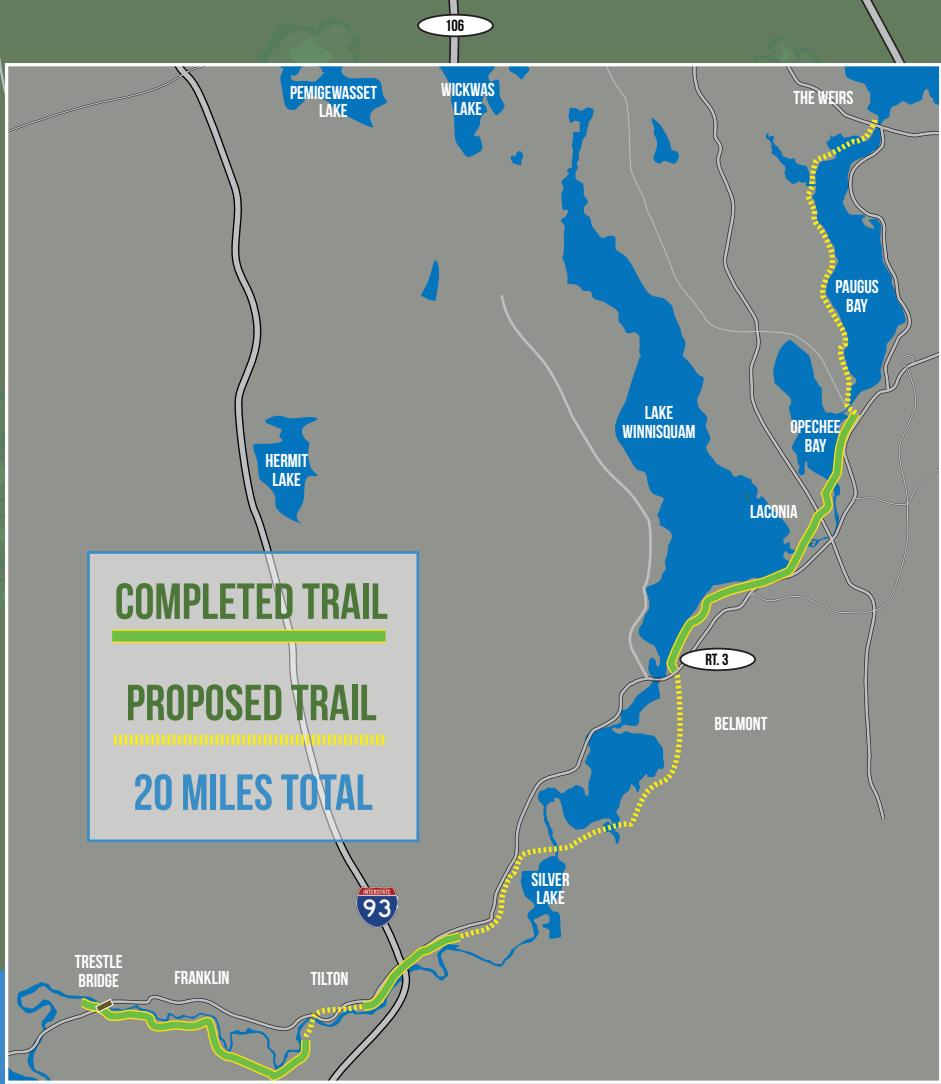 106
PEMIGEWASSET
LAKE
WICKWAS
LAKE
THE WEIRS
PAUGUS
BAY
LAKE
WINNISQUAM
OPECHEE
BAY
HERMIT
LAKE
LACONIA
COMPLETED TRAIL
PROPOSED TRAIL
20 MILES TOTAL
RT. 3
BELMONT
SILVER
LAKE
INTERSTATE
93
TRESTLE
BRIDGE
FRANKLIN
TILTON